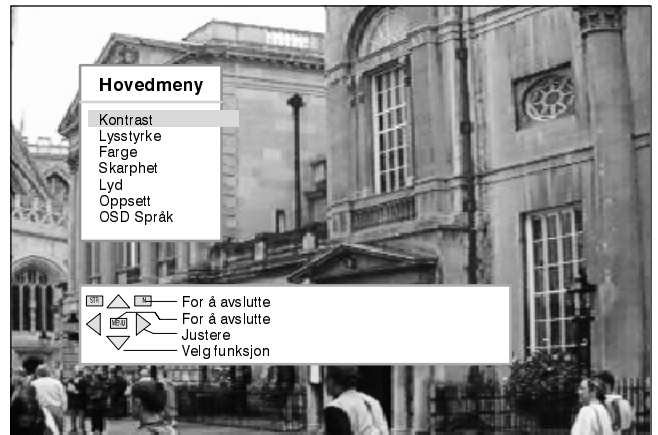 Hovedmeny
Kontrast
Lysstyrke
Farge
Skarphet
Lyd
Oppsett
OSD Språk
STR
N
For å avslutte
MENU
For å avslutte
Justere
Velg funksjon